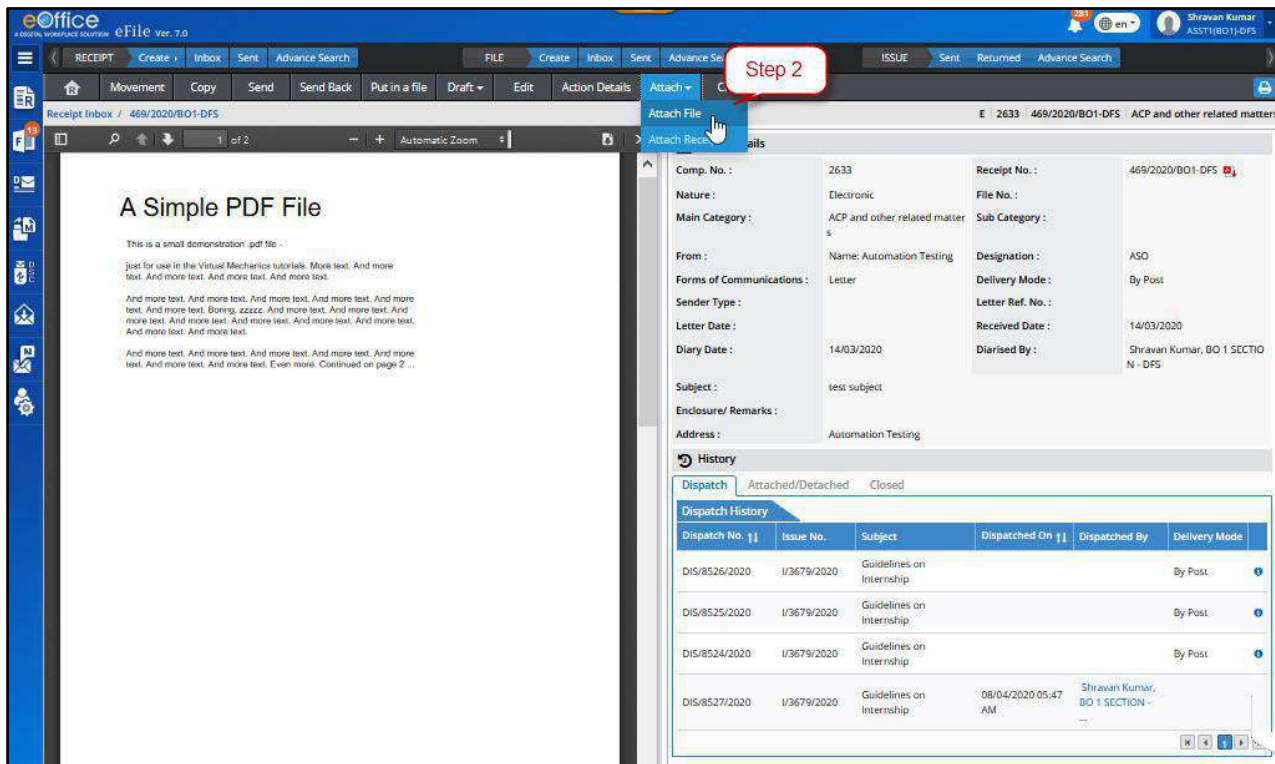 eOffice
A DIGITAL WORKPLACE SOLUTION
eFile Ver. 7.0
281
en
Shravan Kumar
ASST1(BO1)-DFS
RECEIPT Create Inbox Sent Advance Search FILE Create Inbox Sent Advance ISSUE Sent Returned Advance Search
Step 2
Movement Copy Send Send Back Put in a file Draft Edit Action Details Attach
Attach File
Attach
Receipt Inbox / 469/2020/BO1-DFS
E 2633 469/2020/BO1-DFS ACP and other related matters
13
1 of 2
Automatic Zoom
A Simple PDF File
This is a small demonstration .pdf file -
just for use in the Virtual Mechanics tutorials. More text. And more
text. And more text. And more text. And more text.
And more text. And more text. And more text. And more text. And more
text. And more text. Boring, zzzzz. And more text. And more text. And
more text. And more text. And more text. And more text. And more text.
And more text. And more text.
And more text. And more text. And more text. And more text. And more
text. And more text. And more text. Even more. Continued on page 2 ...
Comp. No. : 2633 Receipt No. : 469/2020/BO1-DFS
Nature : Electronic File No. :
Main Category : ACP and other related matter Sub Category :
s
From : Name: Automation Testing Designation : ASO
Forms of Communications : Letter Delivery Mode : By Post
Sender Type : Letter Ref. No. :
Letter Date : Received Date : 14/03/2020
Diary Date : 14/03/2020 Diarised By : Shravan Kumar, BO 1 SECTIO
N - DFS
Subject : test subject
Enclosure/ Remarks :
Address : Automation Testing
History
Dispatch Attached/Detached Closed
Dispatch History
Dispatch No. Issue No. Subject Dispatched On Dispatched By Delivery Mode
DIS/8526/2020 I/3679/2020 Guidelines on By Post
Internship
DIS/8525/2020 I/3679/2020 Guidelines on By Post
Internship
DIS/8524/2020 I/3679/2020 Guidelines on By Post
Internship
DIS/8527/2020 I/3679/2020 Guidelines on 08/04/2020 05:47 Shravan Kumar,
Internship AM BO 1 SECTION -
...
1